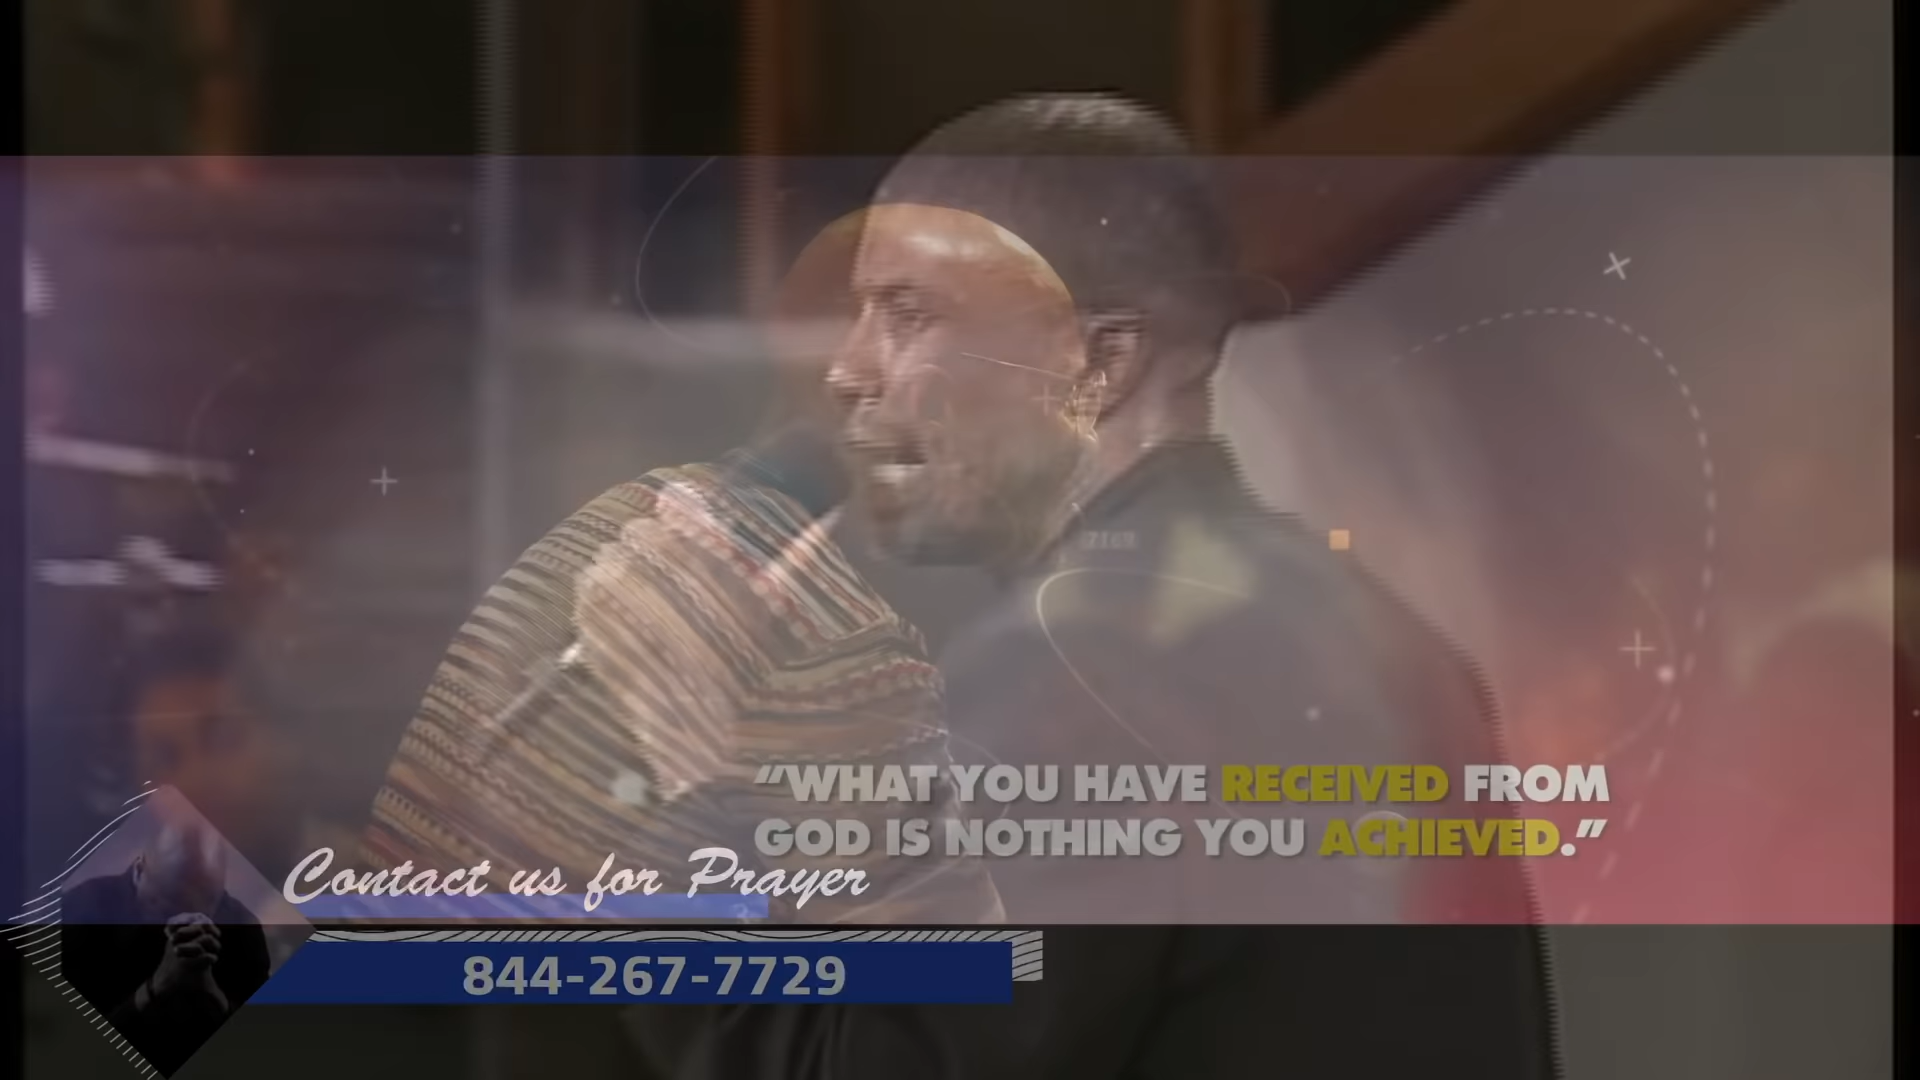 “WHAT YOU HAVE RECEIVED FROM
GOD IS NOTHING YOU ACHIEVED.”
Contact us for Prayer
844-267-7729